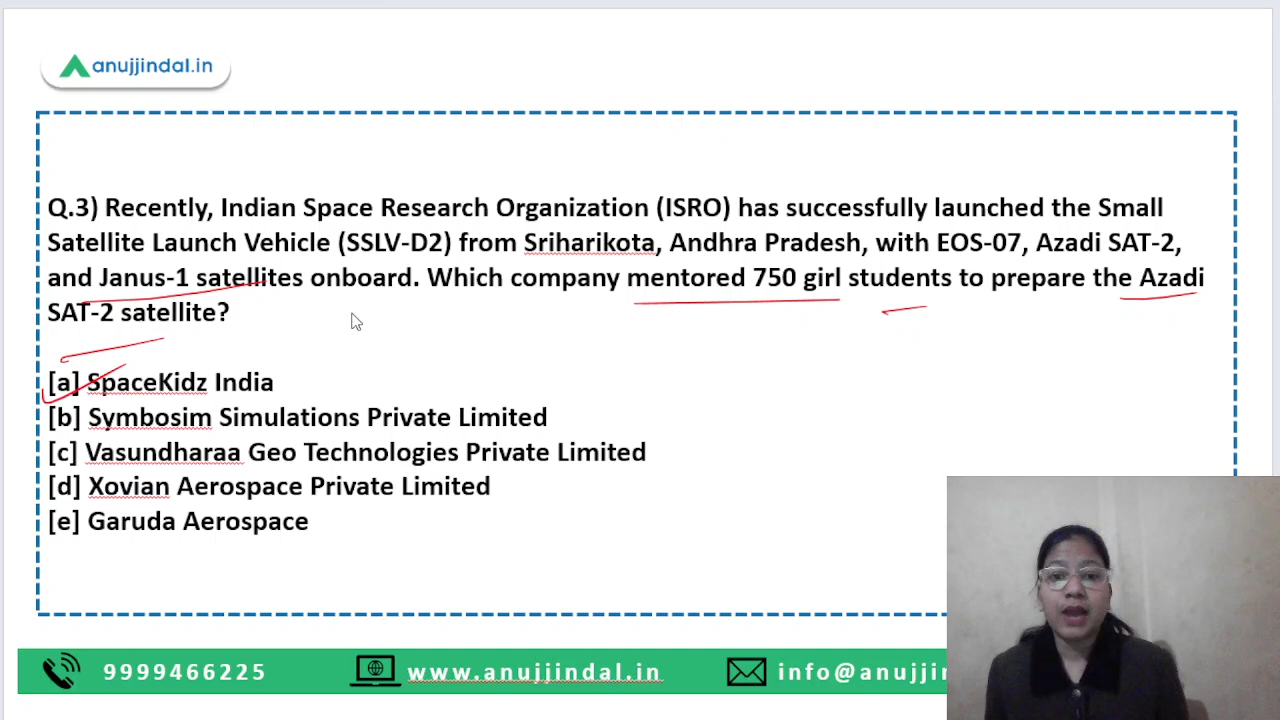 anujjindal.in
Q.3) Recently, Indian Space Research Organization (ISRO) has successfully launched the Small
Satellite Launch Vehicle (SSLV-D2) from Sriharikota, Andhra Pradesh, with EOS-07, Azadi SAT-2,
and Janus-1 satellites onboard. Which company mentored 750 girl students to prepare the Azadi
SAT-2 satellite?
[a] SpaceKidz India
[b] Symbosim Simulations Private Limited
[c] Vasundharaa Geo Technologies Private Limited
[d] Xovian Aerospace Private Limited
[e] Garuda Aerospace
9999466225 www.anujjindal.in info@anujjin